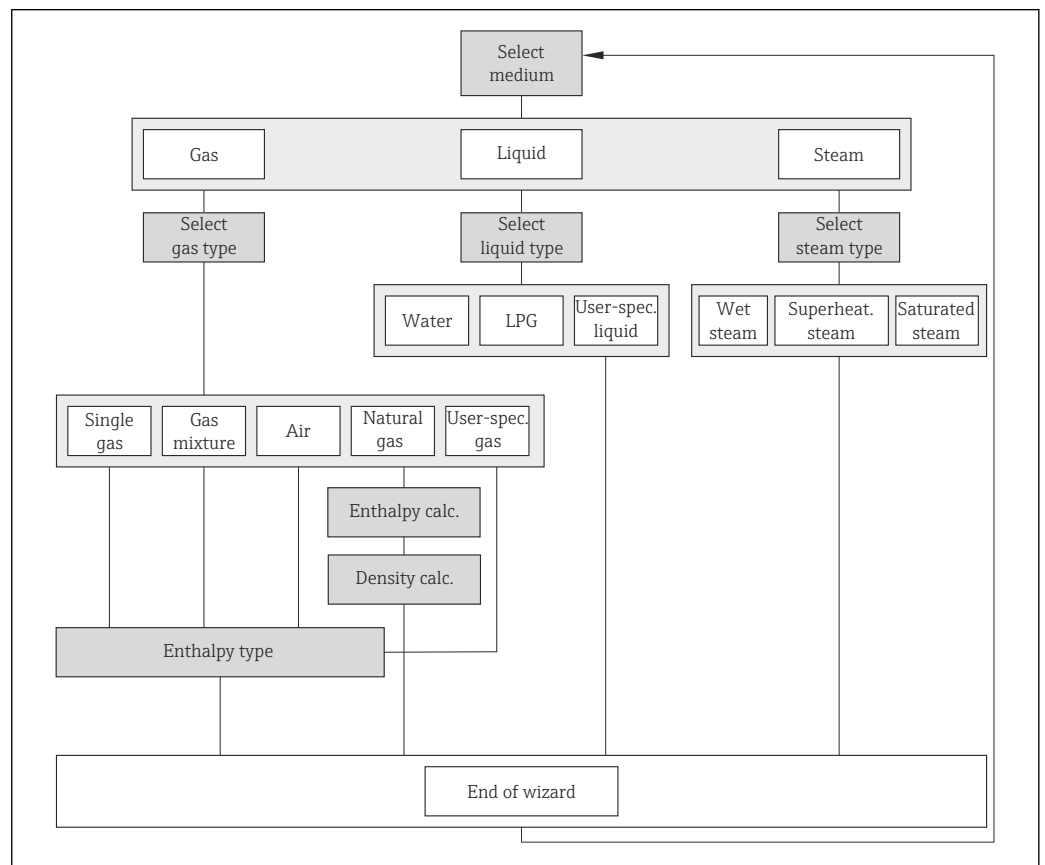 Select
medium
Gas
Liquid
Steam
Select
gas type
Select
liquid type
Select
steam type
Water
LPG
User-spec.
liquid
Wet
steam
Superheat.
steam
Saturated
steam
Single
gas
Gas
mixture
Air
Natural
gas
User-spec.
gas
Enthalpy calc.
Density calc.
Enthalpy type
End of wizard